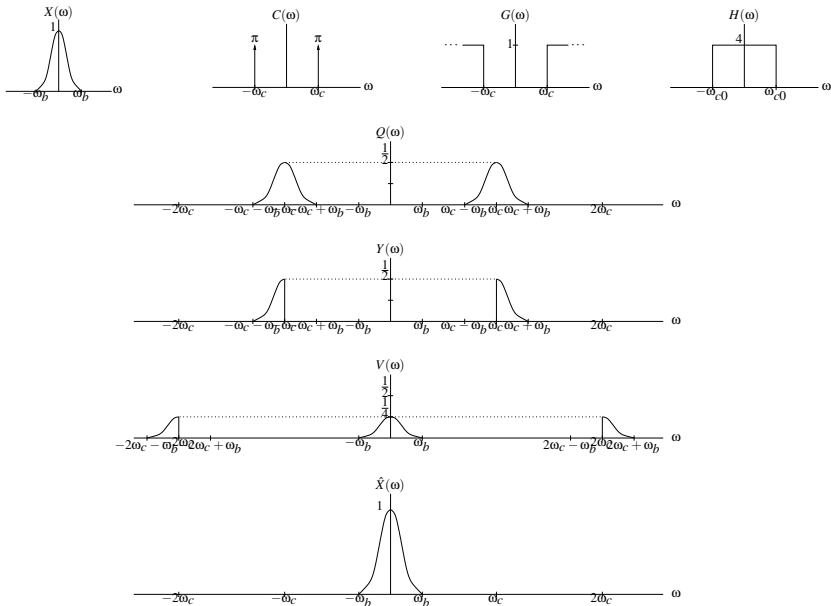 X(ω)
1
−ω_b ω_b ω
C(ω)
π π
−ω_c ω_c ω
G(ω)
⋯ 1 ⋯
−ω_c ω_c ω
H(ω)
4
−ω_c0 ω_c0 ω
Q(ω)
1/2
−2ω_c −ω_c−ω_b −ω_c −ω_c+ω_b −ω_b ω_b ω_c−ω_b ω_c ω_c+ω_b 2ω_c ω
Y(ω)
1/2
−2ω_c −ω_c−ω_b −ω_c −ω_c+ω_b −ω_b ω_b ω_c−ω_b ω_c ω_c+ω_b 2ω_c ω
V(ω)
1/2
1/4
−2ω_c−ω_b −2ω_c −2ω_c+ω_b −ω_b ω_b 2ω_c−ω_b 2ω_c 2ω_c+ω_b ω
X̂(ω)
1
−2ω_c −ω_c −ω_b ω_b ω_c 2ω_c ω